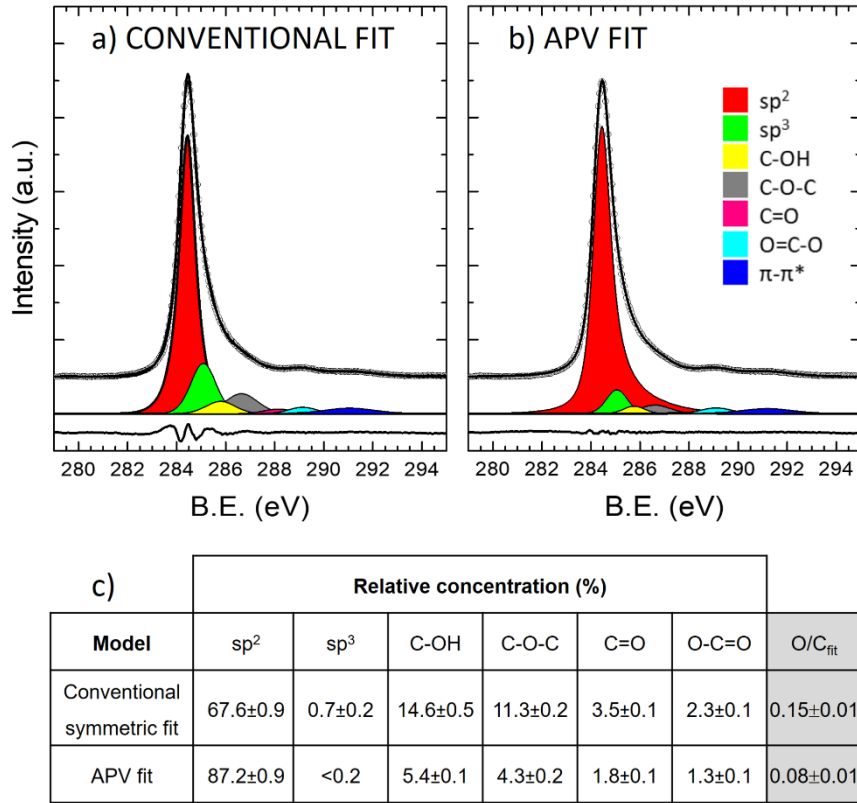 a) CONVENTIONAL FIT
b) APV FIT
sp²
sp³
C-OH
C-O-C
C=O
O=C-O
π-π*
Intensity (a.u.)
280 282 284 286 288 290 292 294
280 282 284 286 288 290 292 294
B.E. (eV)
B.E. (eV)
c)
Relative concentration (%)
Model sp² sp³ C-OH C-O-C C=O O-C=O O/Cfit
Conventional
symmetric fit 67.6±0.9 0.7±0.2 14.6±0.5 11.3±0.2 3.5±0.1 2.3±0.1 0.15±0.01
APV fit 87.2±0.9 <0.2 5.4±0.1 4.3±0.2 1.8±0.1 1.3±0.1 0.08±0.01